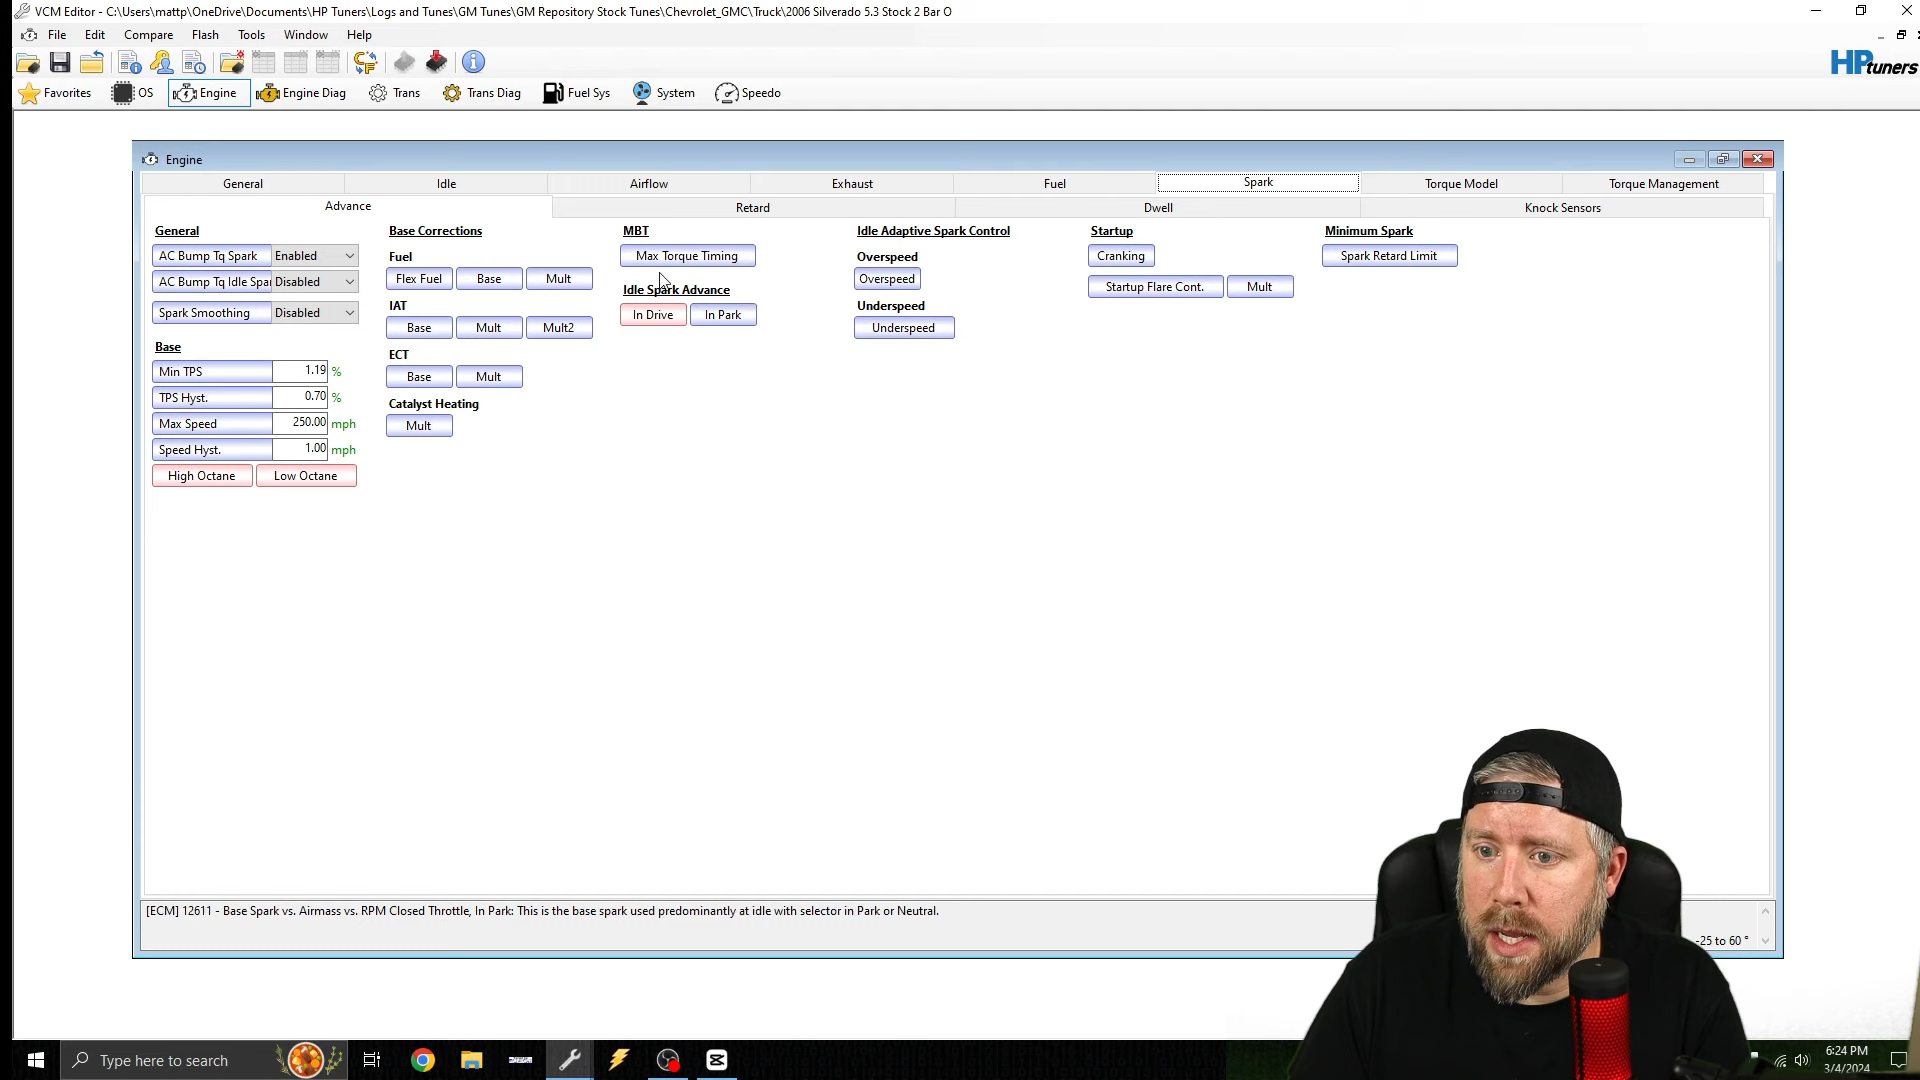 VCM Editor - C:\Users\mattp\OneDrive\Documents\HP Tuners\Logs and Tunes\GM Tunes\GM Repository Stock Tunes\Chevrolet_GMC\Truck\2006 Silverado 5.3 Stock 2 Bar O
File Edit Compare Flash Tools Window Help
HP tuners
Favorites OS Engine Engine Diag Trans Trans Diag Fuel Sys System Speedo
Engine
General Idle Airflow Exhaust Fuel Spark Torque Model Torque Management
Advance Retard Dwell Knock Sensors
General
AC Bump Tq Spark Enabled
AC Bump Tq Idle Spar Disabled
Spark Smoothing Disabled
Base
Min TPS 1.19 %
TPS Hyst. 0.70 %
Max Speed 250.00 mph
Speed Hyst. 1.00 mph
High Octane Low Octane
Base Corrections
Fuel
Flex Fuel Base Mult
IAT
Base Mult Mult2
ECT
Base Mult
Catalyst Heating
Mult
MBT
Max Torque Timing
Idle Spark Advance
In Drive In Park
Idle Adaptive Spark Control
Overspeed
Overspeed
Underspeed
Underspeed
Startup
Cranking
Startup Flare Cont. Mult
Minimum Spark
Spark Retard Limit
[ECM] 12611 - Base Spark vs. Airmass vs. RPM Closed Throttle, In Park: This is the base spark used predominantly at idle with selector in Park or Neutral.
-25 to 60 °
Type here to search
6:24 PM
3/4/2024